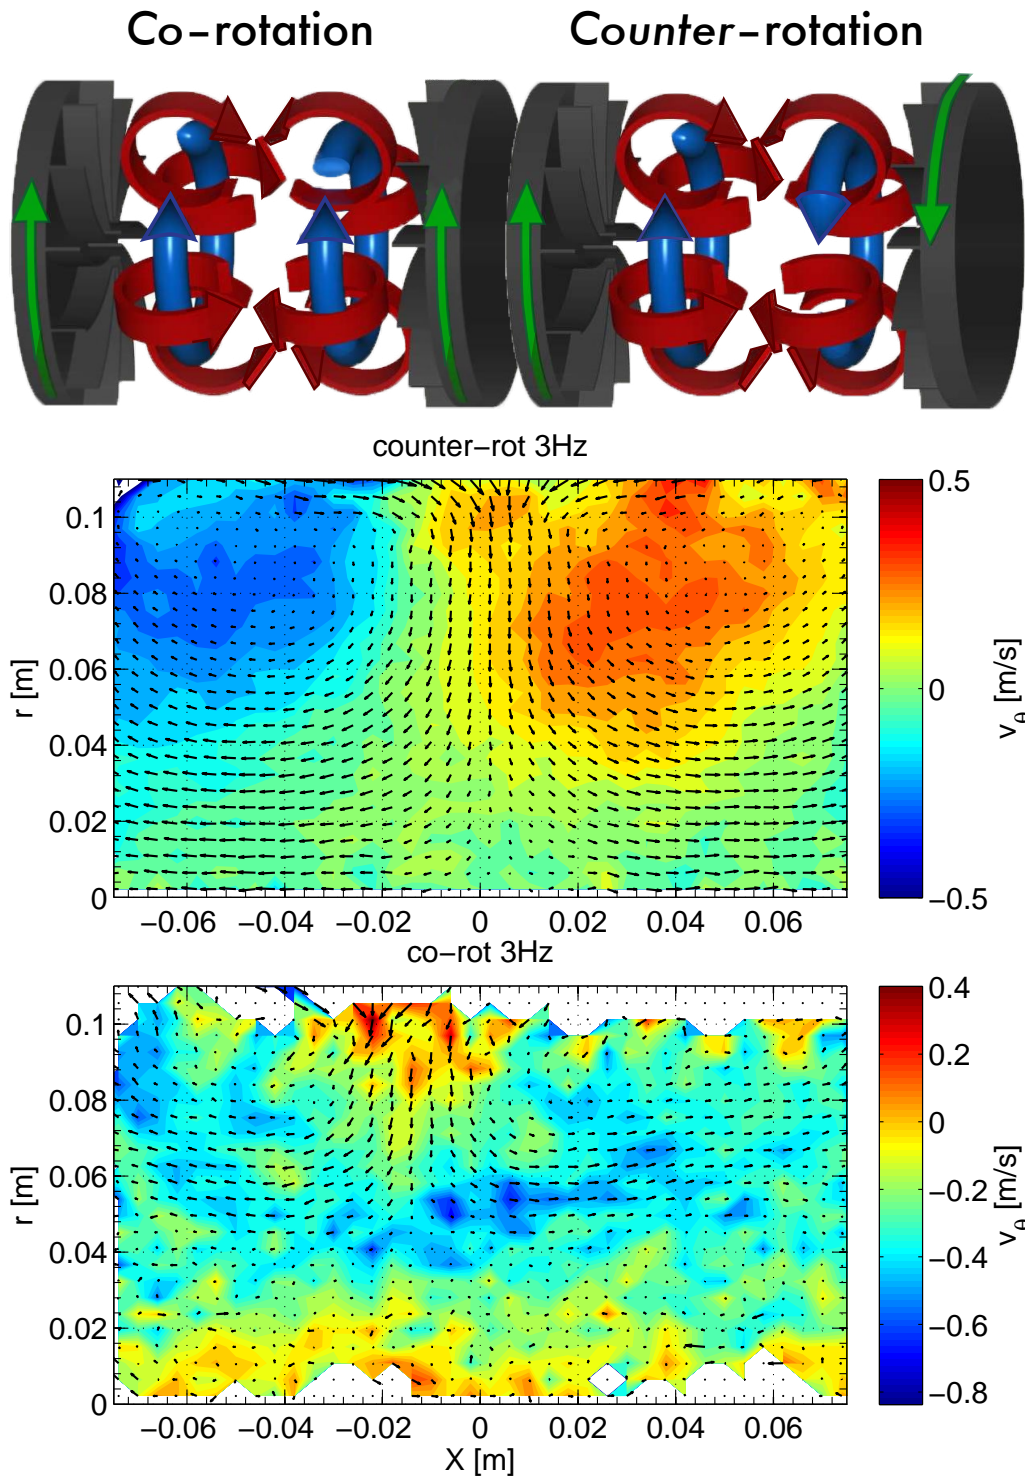 Co-rotation Counter-rotation
counter-rot 3Hz
0.1
0.08
0.06
0.04
0.02
0
r [m]
-0.06 -0.04 -0.02 0 0.02 0.04 0.06
0.5
0
-0.5
v_θ [m/s]
co-rot 3Hz
0.1
0.08
0.06
0.04
0.02
0
r [m]
-0.06 -0.04 -0.02 0 0.02 0.04 0.06
X [m]
0.4
0.2
0
-0.2
-0.4
-0.6
-0.8
v_θ [m/s]